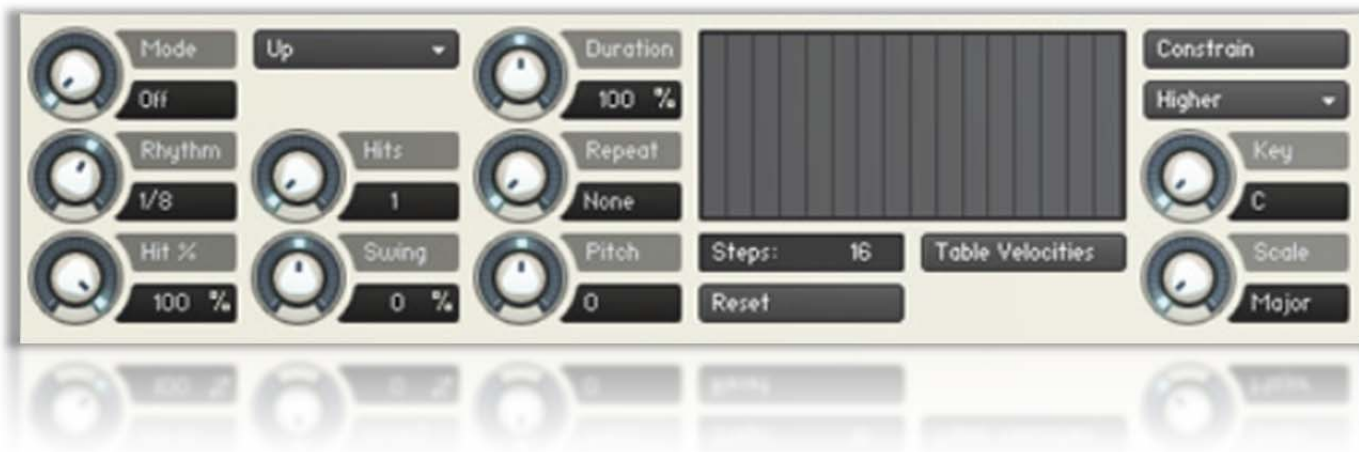 Mode
Off
Up
Duration
100 %
Constrain
Higher
Rhythm
1/8
Hits
1
Repeat
None
Key
C
Hit %
100 %
Swing
0 %
Pitch
0
Steps: 16
Table Velocities
Reset
Scale
Major